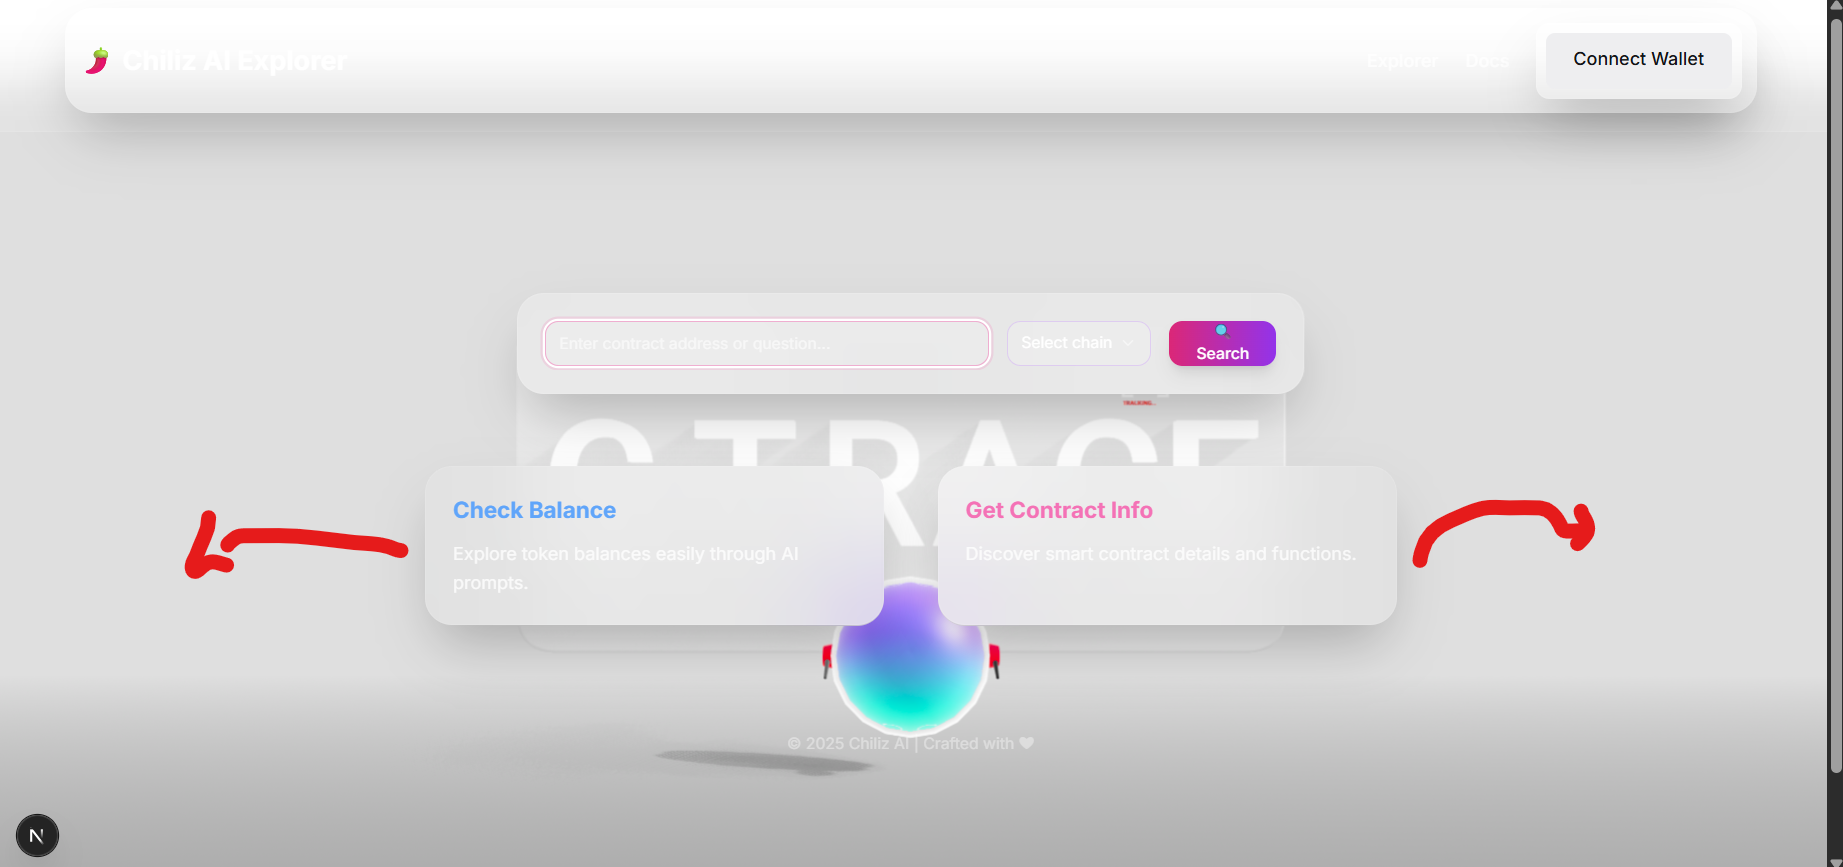 Chiliz AI Explorer
Explorer Docs Connect Wallet
Enter contract address or question...
Select chain
Search
TRACKING...
C TRACE
Check Balance
Explore token balances easily through AI
prompts.
Get Contract Info
Discover smart contract details and functions.
© 2025 Chiliz AI | Crafted with ❤
N